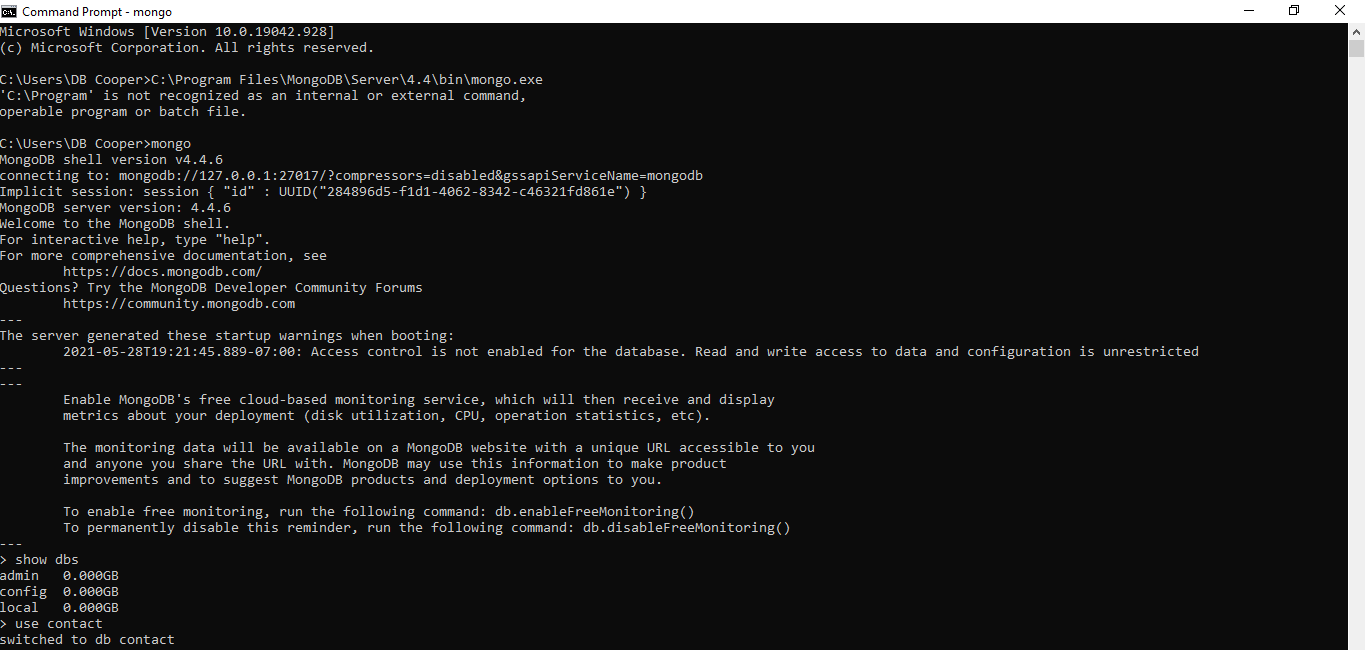 Command Prompt - mongo
Microsoft Windows [Version 10.0.19042.928]
(c) Microsoft Corporation. All rights reserved.
C:\Users\DB Cooper>C:\Program Files\MongoDB\Server\4.4\bin\mongo.exe
'C:\Program' is not recognized as an internal or external command,
operable program or batch file.
C:\Users\DB Cooper>mongo
MongoDB shell version v4.4.6
connecting to: mongodb://127.0.0.1:27017/?compressors=disabled&gssapiServiceName=mongodb
Implicit session: session { "id" : UUID("284896d5-f1d1-4062-8342-c46321fd861e") }
MongoDB server version: 4.4.6
Welcome to the MongoDB shell.
For interactive help, type "help".
For more comprehensive documentation, see
https://docs.mongodb.com/
Questions? Try the MongoDB Developer Community Forums
https://community.mongodb.com
---
The server generated these startup warnings when booting:
2021-05-28T19:21:45.889-07:00: Access control is not enabled for the database. Read and write access to data and configuration is unrestricted
---
---
Enable MongoDB's free cloud-based monitoring service, which will then receive and display
metrics about your deployment (disk utilization, CPU, operation statistics, etc).
The monitoring data will be available on a MongoDB website with a unique URL accessible to you
and anyone you share the URL with. MongoDB may use this information to make product
improvements and to suggest MongoDB products and deployment options to you.
To enable free monitoring, run the following command: db.enableFreeMonitoring()
To permanently disable this reminder, run the following command: db.disableFreeMonitoring()
---
> show dbs
admin   0.000GB
config  0.000GB
local   0.000GB
> use contact
switched to db contact